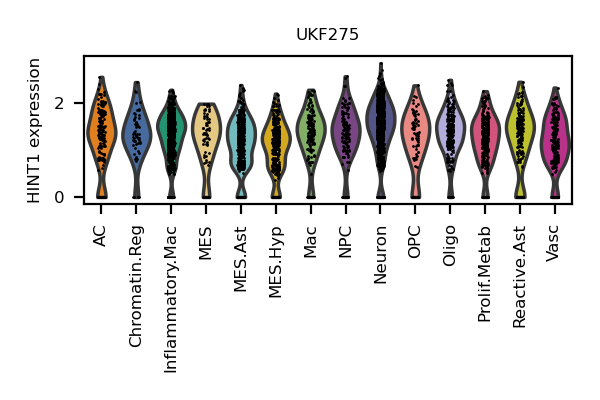 UKF275
HINT1 expression
2
0
AC
Chromatin.Reg
Inflammatory.Mac
MES
MES.Ast
MES.Hyp
Mac
NPC
Neuron
OPC
Oligo
Prolif.Metab
Reactive.Ast
Vasc